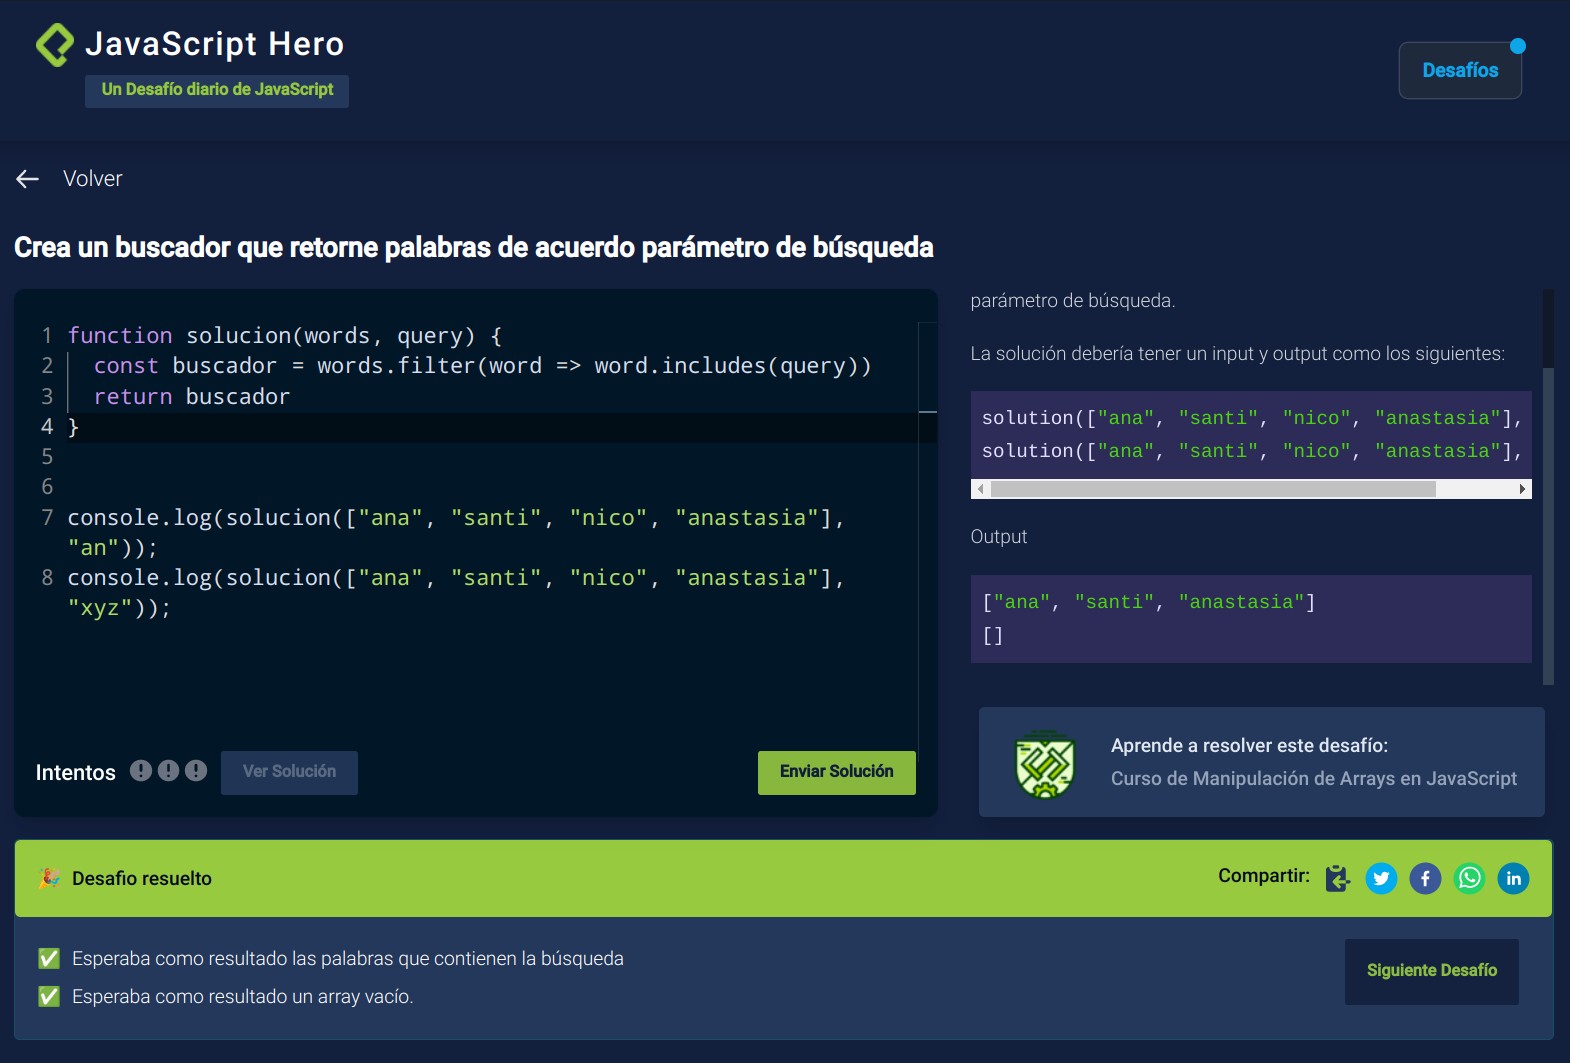 JavaScript Hero
Un Desafío diario de JavaScript
Desafíos
Volver
Crea un buscador que retorne palabras de acuerdo parámetro de búsqueda
1 function solucion(words, query) {
2 const buscador = words.filter(word => word.includes(query))
3 return buscador
4 }
5
6
7 console.log(solucion(["ana", "santi", "nico", "anastasia"],
"an"));
8 console.log(solucion(["ana", "santi", "nico", "anastasia"],
"xyz"));
Intentos
Ver Solución
Enviar Solución
parámetro de búsqueda.
La solución debería tener un input y output como los siguientes:
solution(["ana", "santi", "nico", "anastasia"],
solution(["ana", "santi", "nico", "anastasia"],
Output
["ana", "santi", "anastasia"]
[]
Aprende a resolver este desafío:
Curso de Manipulación de Arrays en JavaScript
Desafio resuelto
Compartir:
Esperaba como resultado las palabras que contienen la búsqueda
Esperaba como resultado un array vacío.
Siguiente Desafío